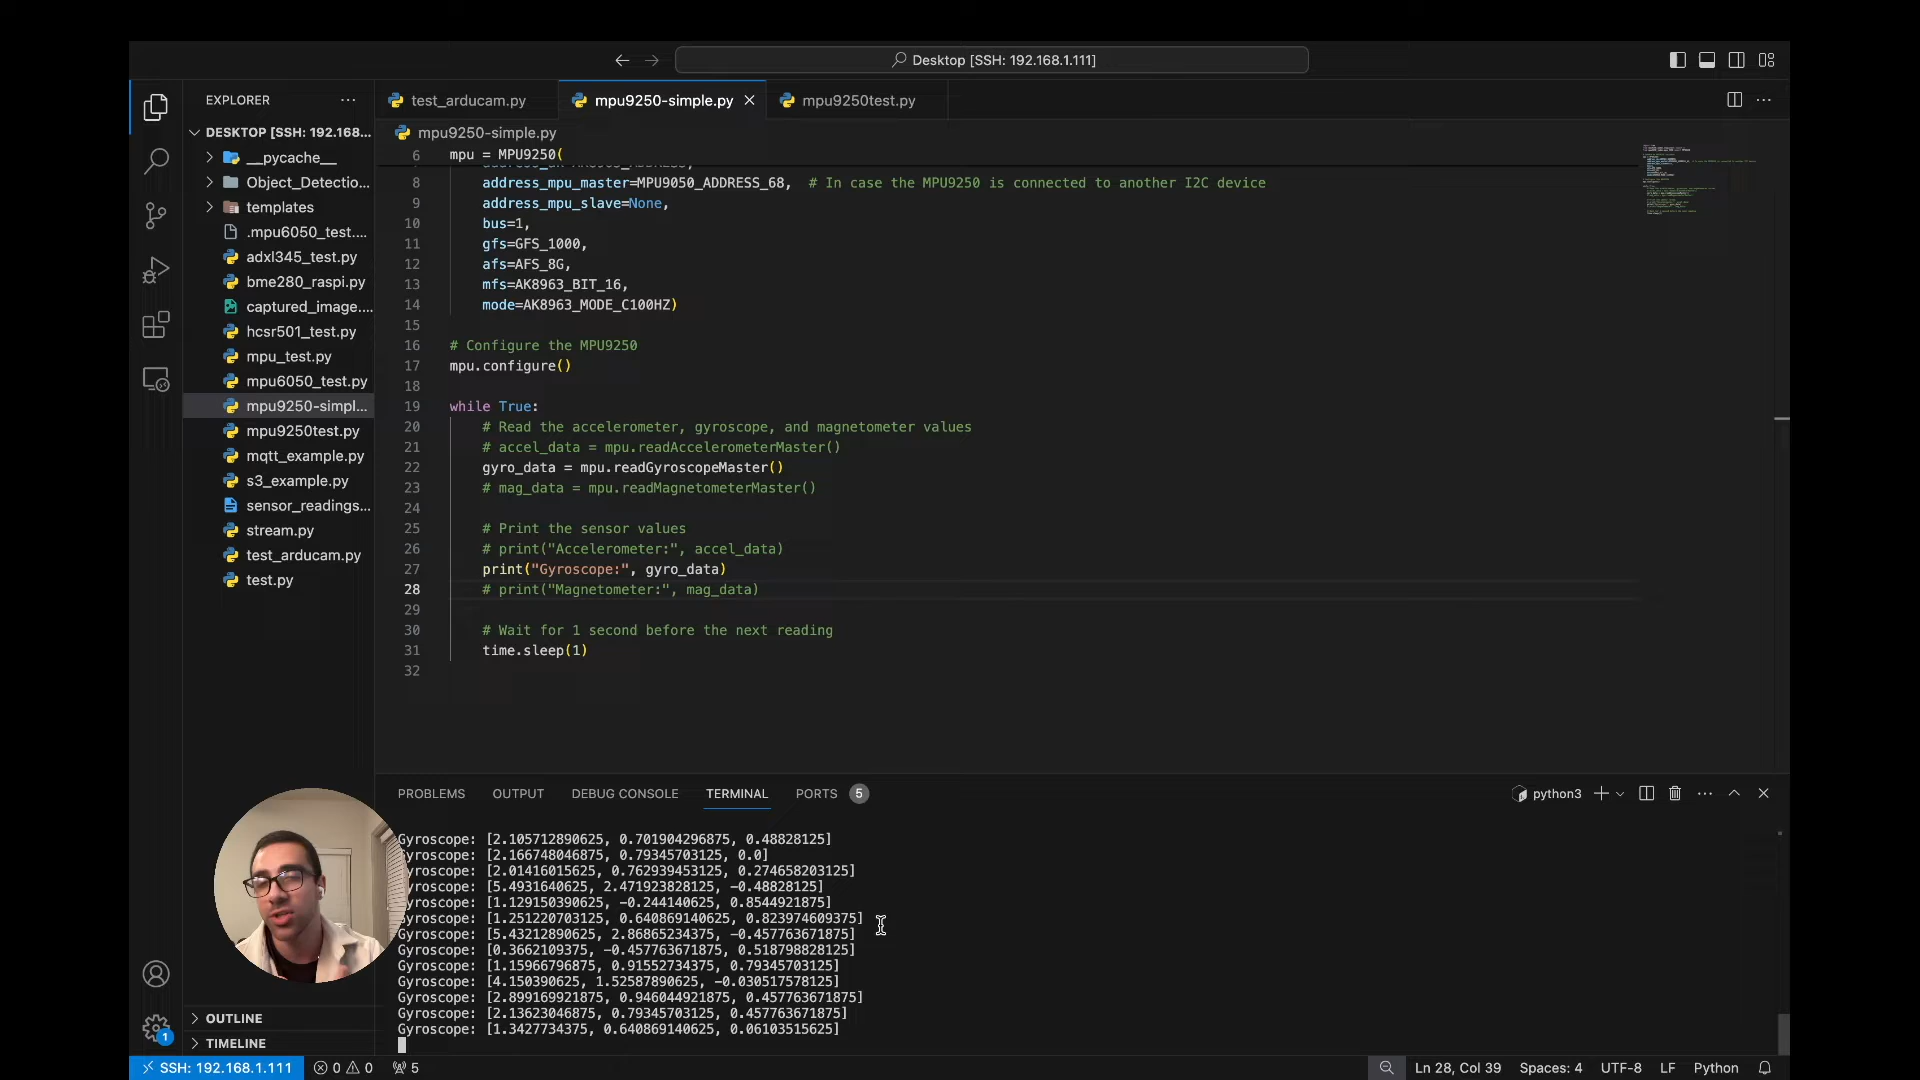 Desktop [SSH: 192.168.1.111]
EXPLORER
test_arducam.py
mpu9250-simple.py
mpu9250test.py
DESKTOP [SSH: 192.168...
mpu9250-simple.py
__pycache__
Object_Detectio...
templates
.mpu6050_test....
adxl345_test.py
bme280_raspi.py
captured_image....
hcsr501_test.py
mpu_test.py
mpu6050_test.py
mpu9250-simpl...
mpu9250test.py
mqtt_example.py
s3_example.py
sensor_readings...
stream.py
test_arducam.py
test.py
OUTLINE
TIMELINE
6 mpu = MPU9250(
8 address_mpu_master=MPU9050_ADDRESS_68, # In case the MPU9250 is connected to another I2C device
9 address_mpu_slave=None,
10 bus=1,
11 gfs=GFS_1000,
12 afs=AFS_8G,
13 mfs=AK8963_BIT_16,
14 mode=AK8963_MODE_C100HZ)
15
16 # Configure the MPU9250
17 mpu.configure()
18
19 while True:
20 # Read the accelerometer, gyroscope, and magnetometer values
21 # accel_data = mpu.readAccelerometerMaster()
22 gyro_data = mpu.readGyroscopeMaster()
23 # mag_data = mpu.readMagnetometerMaster()
24
25 # Print the sensor values
26 # print("Accelerometer:", accel_data)
27 print("Gyroscope:", gyro_data)
28 # print("Magnetometer:", mag_data)
29
30 # Wait for 1 second before the next reading
31 time.sleep(1)
32
PROBLEMS OUTPUT DEBUG CONSOLE TERMINAL PORTS 5
python3
Gyroscope: [2.105712890625, 0.701904296875, 0.48828125]
yroscope: [2.166748046875, 0.79345703125, 0.0]
yroscope: [2.01416015625, 0.762939453125, 0.274658203125]
yroscope: [5.4931640625, 2.471923828125, -0.48828125]
yroscope: [1.129150390625, -0.244140625, 0.8544921875]
yroscope: [1.251220703125, 0.640869140625, 0.823974609375]
yroscope: [5.43212890625, 2.86865234375, -0.457763671875]
Gyroscope: [0.3662109375, -0.457763671875, 0.518798828125]
Gyroscope: [1.15966796875, 0.91552734375, 0.79345703125]
Gyroscope: [4.150390625, 1.52587890625, -0.030517578125]
Gyroscope: [2.899169921875, 0.946044921875, 0.457763671875]
Gyroscope: [2.13623046875, 0.79345703125, 0.457763671875]
Gyroscope: [1.3427734375, 0.640869140625, 0.06103515625]
1
SSH: 192.168.1.111
0 0 5
Ln 28, Col 39 Spaces: 4 UTF-8 LF Python